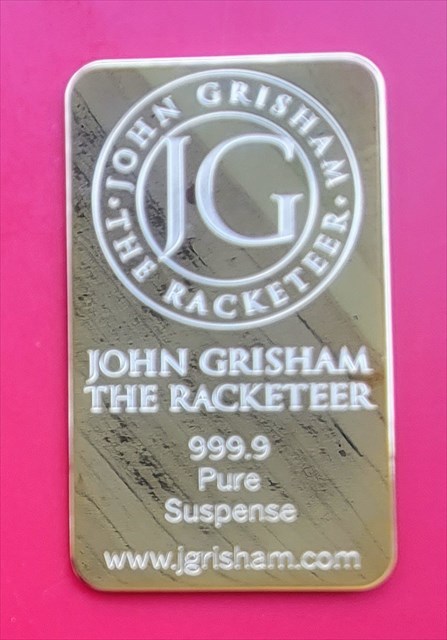 JOHN GRISHAM
THE RACKETEER
JG
JOHN GRISHAM
THE RACKETEER
999.9
Pure
Suspense
www.jgrisham.com